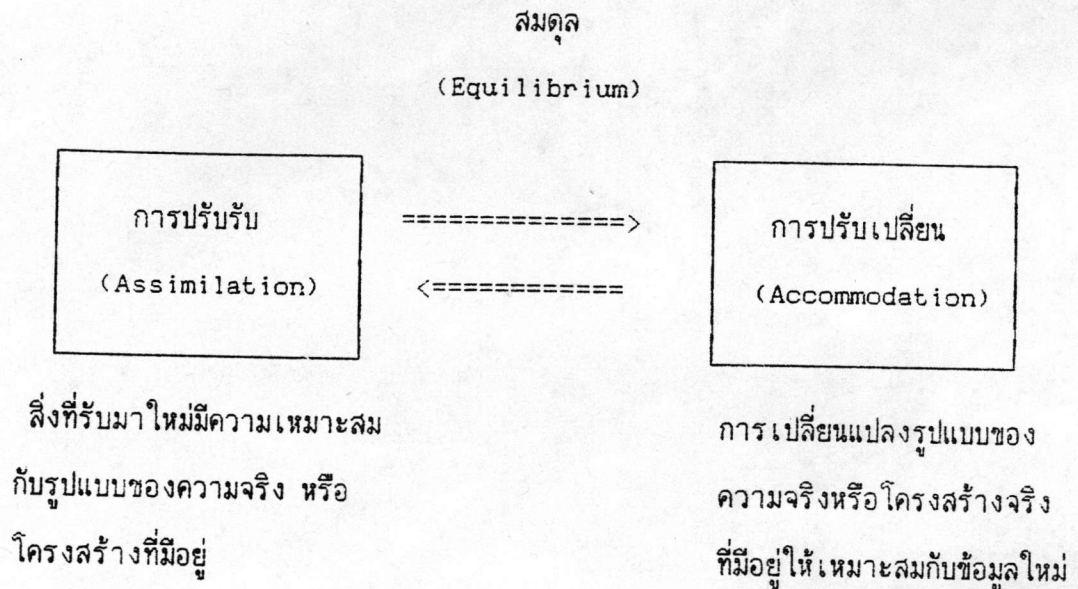 สมดุล
(Equilibrium)
การปรับรับ
(Assimilation)
=============>
<============
การปรับเปลี่ยน
(Accommodation)
สิ่งที่รับมาใหม่มีความเหมาะสม
กับรูปแบบของความจริง หรือ
โครงสร้างที่มีอยู่
การเปลี่ยนแปลงรูปแบบของ
ความจริงหรือโครงสร้างจริง
ที่มีอยู่ให้เหมาะสมกับข้อมูลใหม่